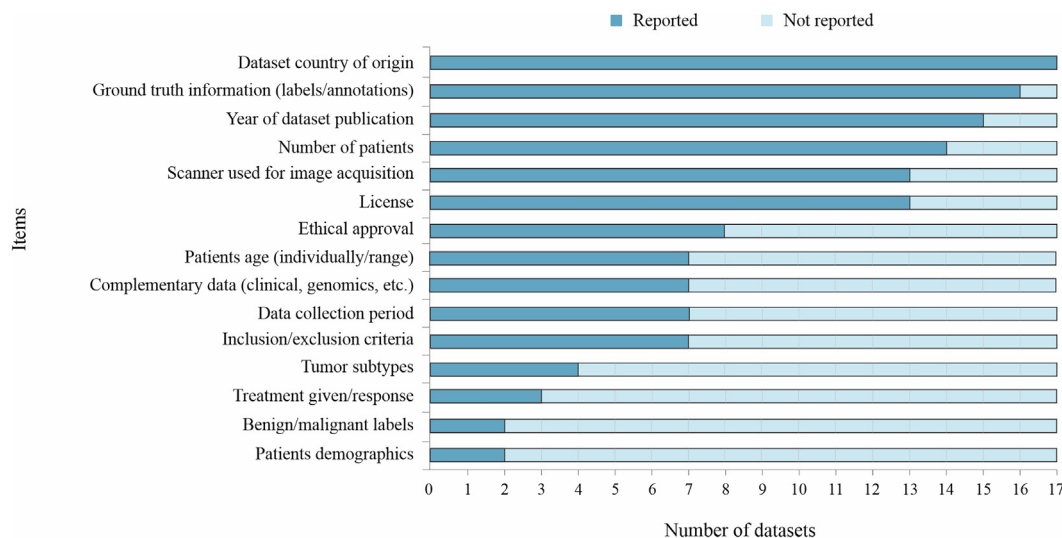 Reported Not reported
Dataset country of origin
Ground truth information (labels/annotations)
Year of dataset publication
Number of patients
Scanner used for image acquisition
License
Ethical approval
Patients age (individually/range)
Complementary data (clinical, genomics, etc.)
Data collection period
Inclusion/exclusion criteria
Tumor subtypes
Treatment given/response
Benign/malignant labels
Patients demographics
Items
0 1 2 3 4 5 6 7 8 9 10 11 12 13 14 15 16 17
Number of datasets